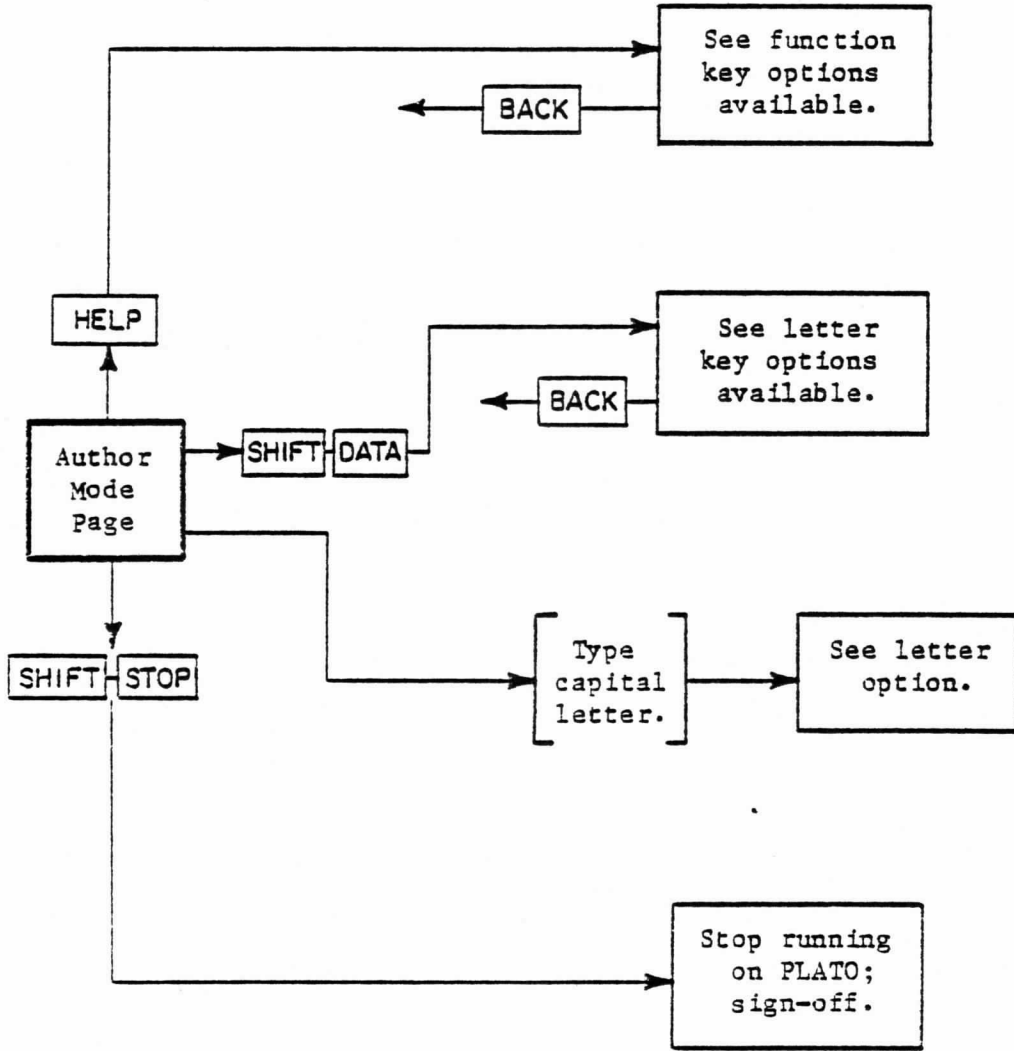 See function
key options
available.
BACK
HELP
See letter
key options
available.
BACK
SHIFT DATA
Author
Mode
Page
Type
capital
letter.
See letter
option.
SHIFT STOP
Stop running
on PLATO;
sign-off.